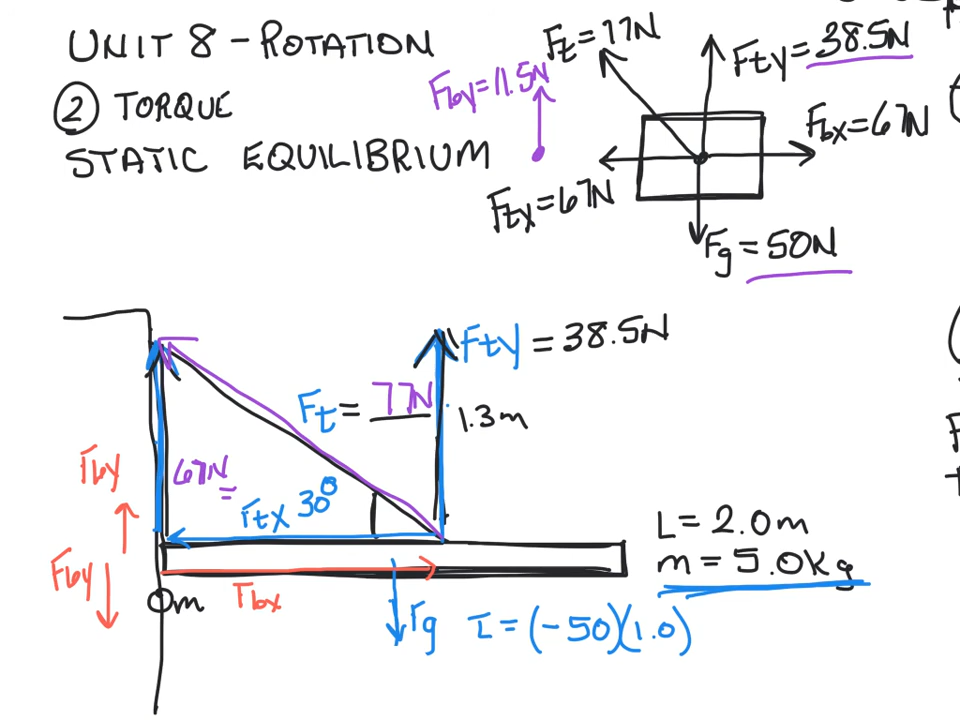 UNIT 8 - ROTATION
② TORQUE
STATIC EQUILIBRIUM
Fby = 11.5N
Ft = 77N
Fty = 38.5N
Fbx = 67N
Ftx = 67N
Fg = 50N
Fty = 38.5N
Ft = 77N
1.3m
Fby
67N
Ftx 30°
L = 2.0m
m = 5.0kg
Fby
0m
Fbx
Fg τ = (-50)(1.0)